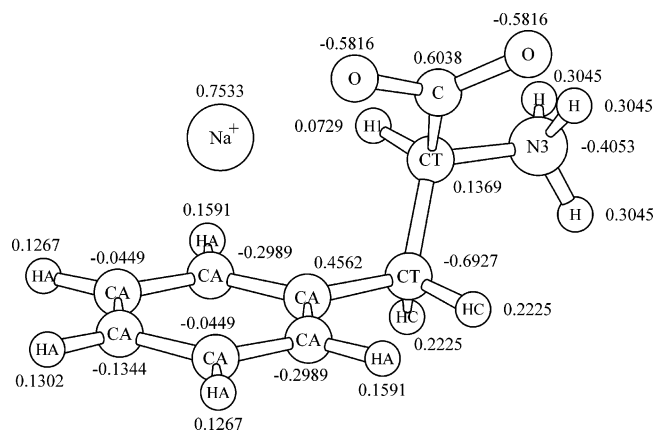 -0.5816
-0.5816
O
0.6038
O
0.7533
O
C
H
H
0.3045
0.3045
Na+
0.0729
H1
CT
N3
-0.4053
0.1369
0.1591
H
0.3045
0.1267
-0.0449
HA
-0.2989
0.4562
-0.6927
HA
CA
CA
CA
CT
HC
HC
0.2225
0.2225
HA
CA
-0.0449
CA
CA
HA
0.1302
-0.1344
HA
-0.2989
0.1591
0.1267